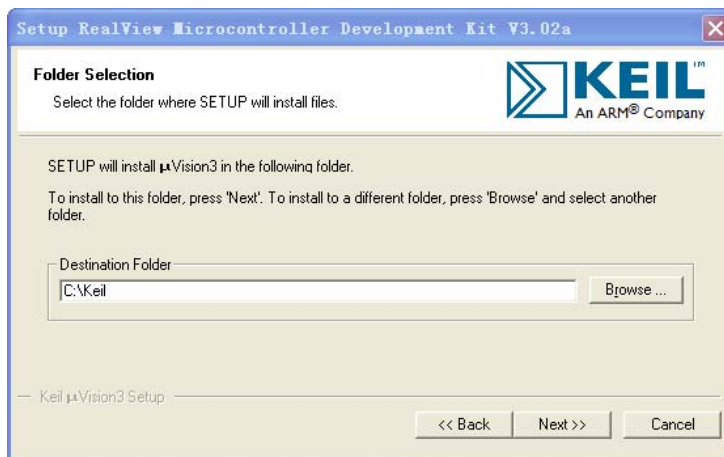 Setup RealView Microcontroller Development Kit V3.02a
Folder Selection
Select the folder where SETUP will install files.
KEIL™
An ARM® Company
SETUP will install µVision3 in the following folder.
To install to this folder, press 'Next'. To install to a different folder, press 'Browse' and select another
folder.
Destination Folder
C:\Keil
Browse ...
Keil µVision3 Setup
<< Back
Next >>
Cancel